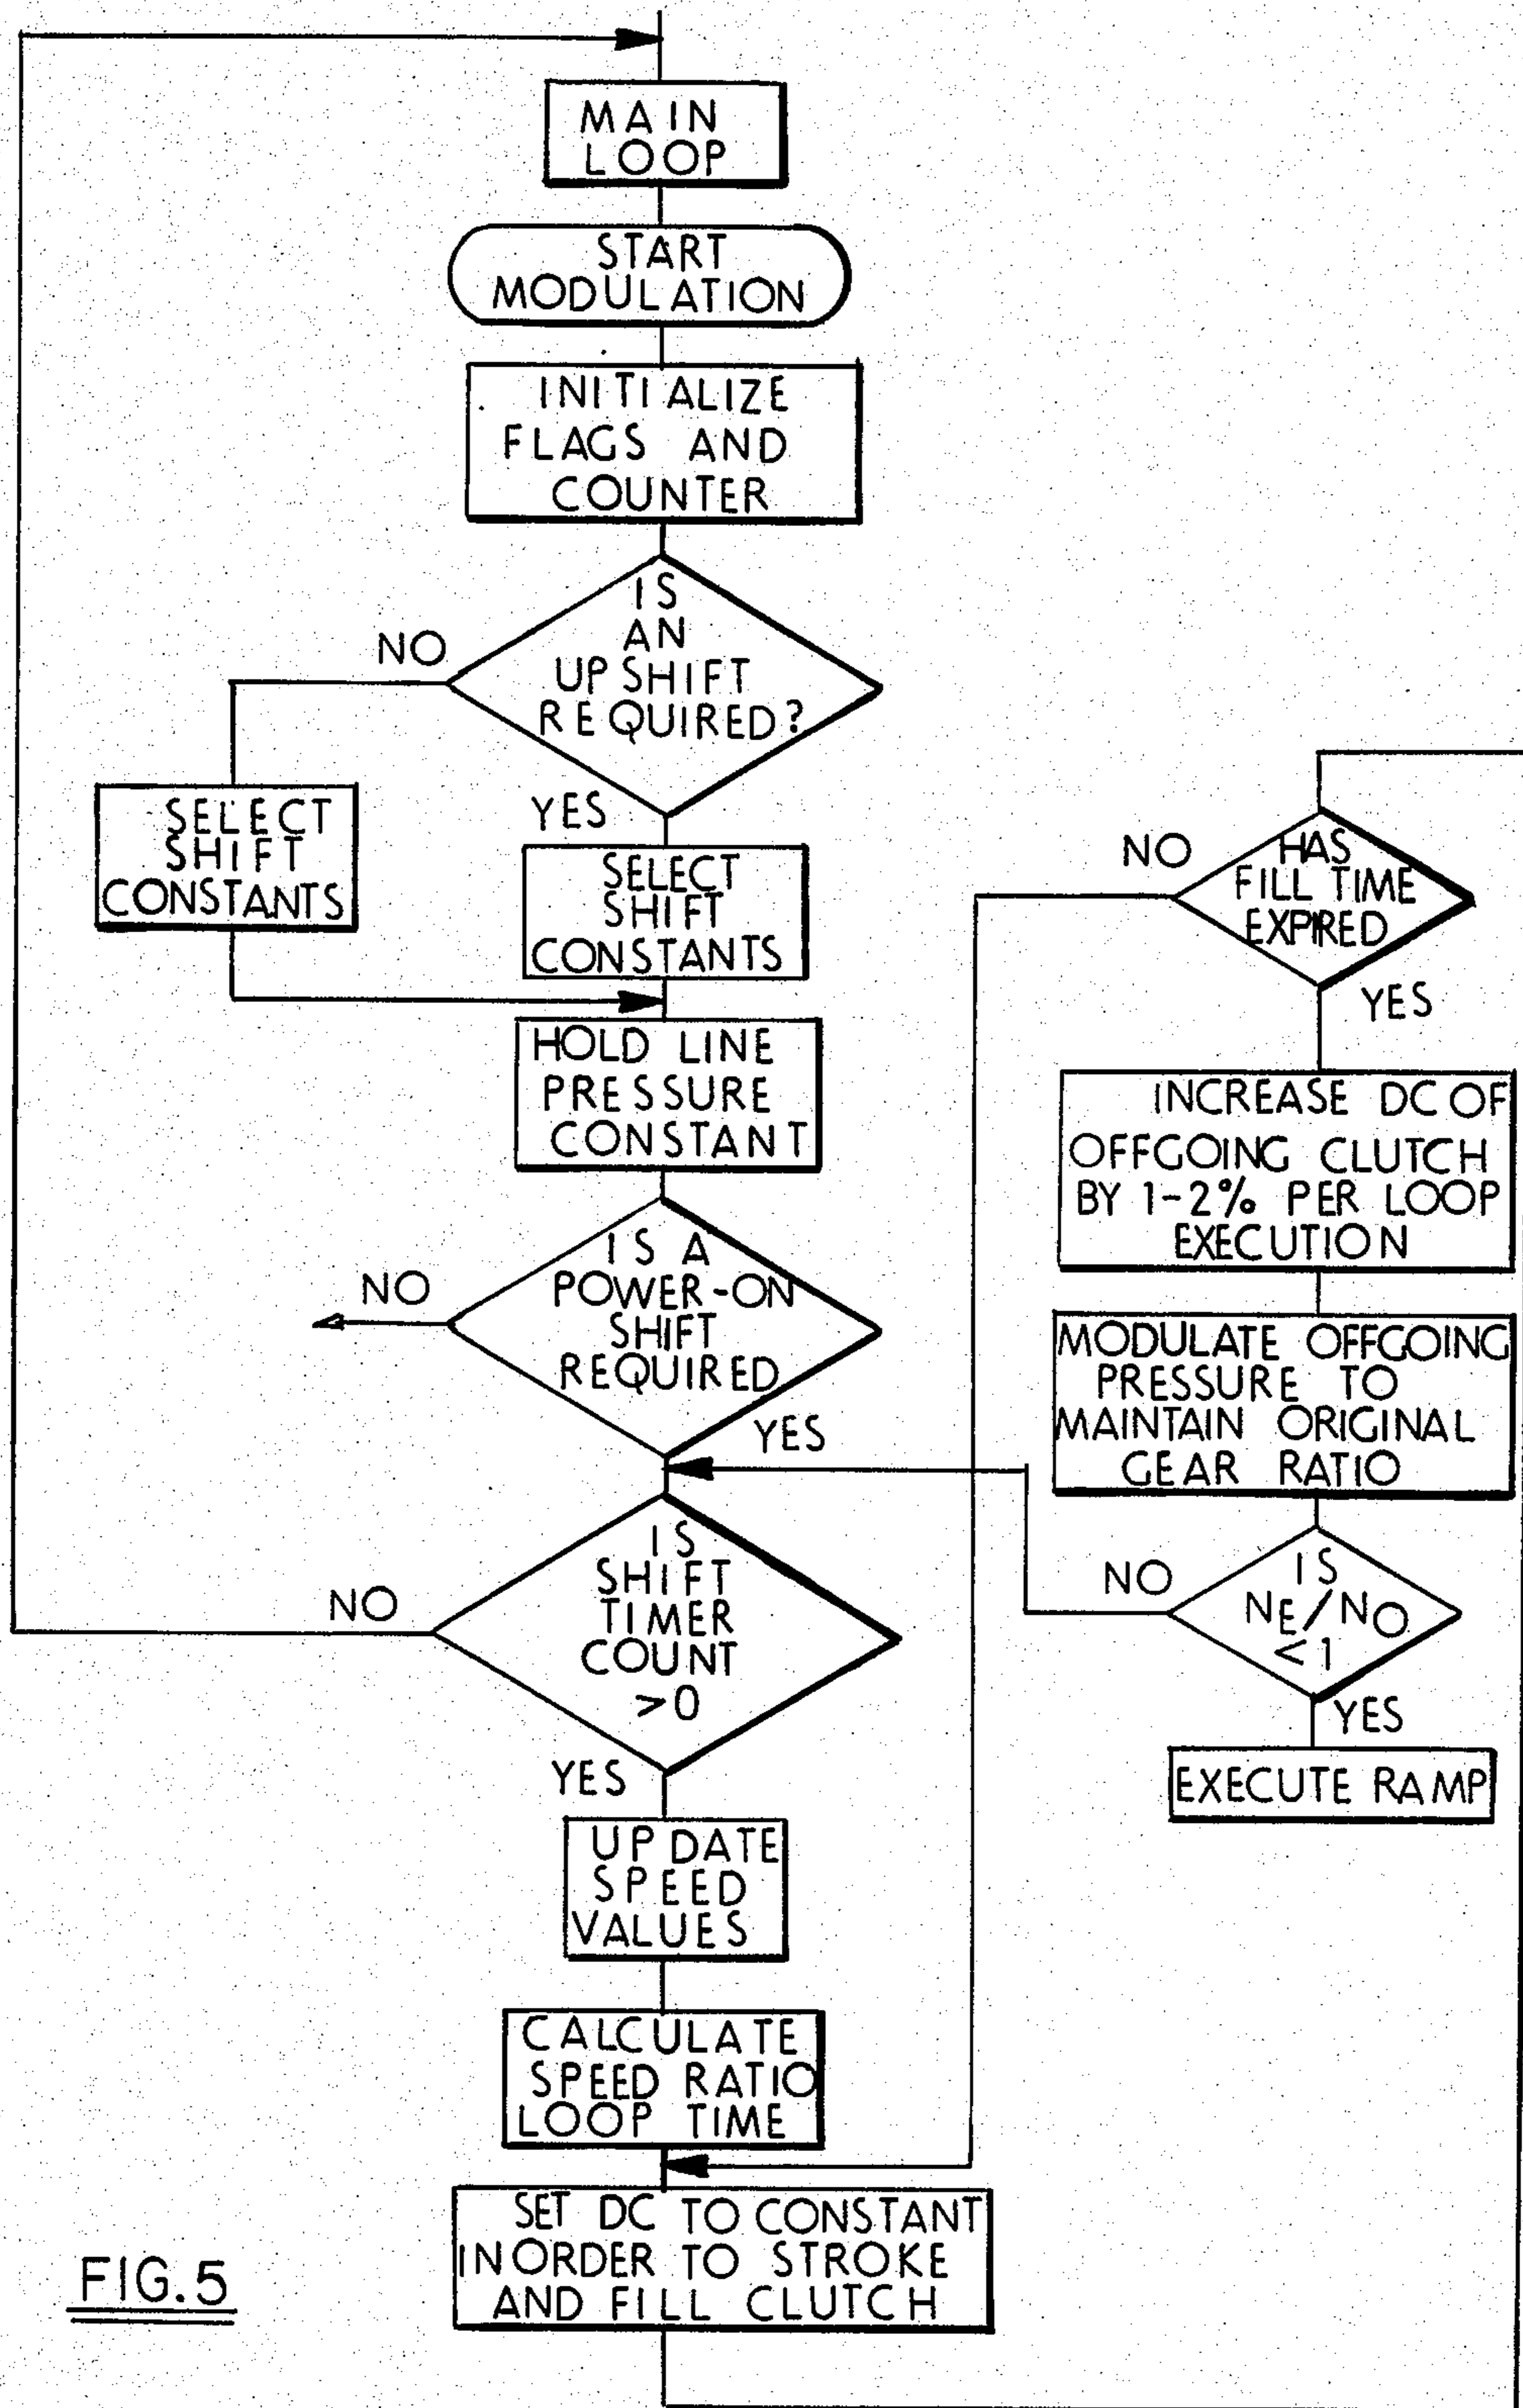 MAIN
LOOP
START
MODULATION
INITIALIZE
FLAGS AND
COUNTER
IS
AN
UPSHIFT
REQUIRED?
NO
YES
SELECT
SHIFT
CONSTANTS
SELECT
SHIFT
CONSTANTS
HOLD LINE
PRESSURE
CONSTANT
IS A
POWER-ON
SHIFT
REQUIRED
NO
YES
IS
SHIFT
TIMER
COUNT
>0
NO
YES
UPDATE
SPEED
VALUES
CALCULATE
SPEED RATIO
LOOP TIME
SET DC TO CONSTANT
IN ORDER TO STROKE
AND FILL CLUTCH
HAS
FILL TIME
EXPIRED
NO
YES
INCREASE DC OF
OFFGOING CLUTCH
BY 1-2% PER LOOP
EXECUTION
MODULATE OFFGOING
PRESSURE TO
MAINTAIN ORIGINAL
GEAR RATIO
IS
NE/NO
<1
NO
YES
EXECUTE RAMP
FIG.5